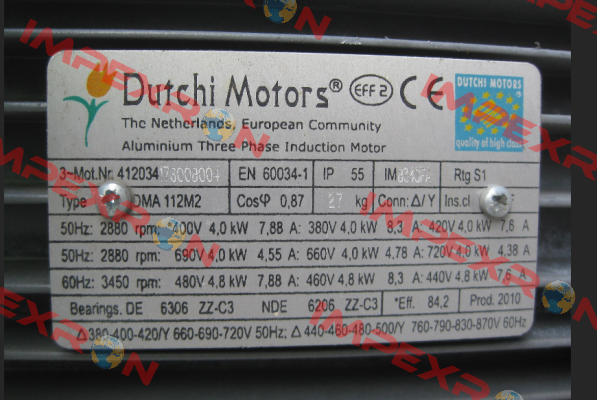 Dutchi Motors® EFF2 CE DUTCHI MOTORS
The Netherlands, European Community
Aluminium Three Phase Induction Motor quality of high class
3~Mot.Nr. EN 60034-1 IP 55 Rtg S1
Type DMA 112M2 Cosφ 0,87 kg Conn: Δ/Y Ins.cl
50Hz: 2880 rpm: 400V 4,0 kW 7,88 A: 380V 4,0 kW 8,3 A: 420V 4,0 kW 7,6 A
50Hz: 2880 rpm: 690V 4,0 kW 4,55 A: 660V 4,0 kW 4,78 A: 720V 4,0 kW 4,38 A
60Hz: 3450 rpm: 480V 4,8 kW 7,88 A: 460V 4,8 kW 8,3 A: 440V 4,8 kW 7,6 A
Bearings. DE 6306 ZZ-C3 NDE 6206 ZZ-C3 *Eff. 84,2 Prod. 2010
Δ380-400-420/Y 660-690-720V 50Hz; Δ 440-460-480-500/Y 760-790-830-870V 60Hz
IMPEXRON
IMPEXRON
IMPEXRON
IMPEXRON